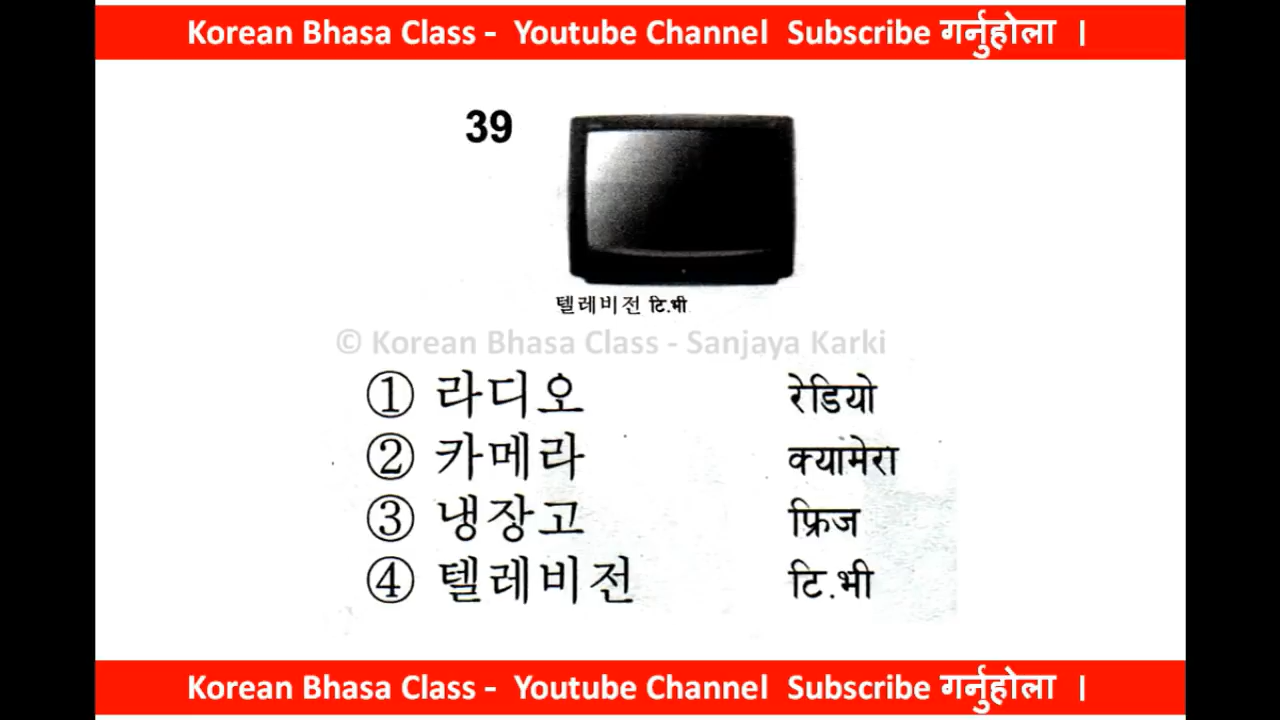 Korean Bhasa Class - Youtube Channel Subscribe गर्नुहोला ।
39
텔레비전 टि.भी
© Korean Bhasa Class - Sanjaya Karki
① 라디오 रेडियो
② 카메라 क्यामेरा
③ 냉장고 फ्रिज
④ 텔레비전 टि.भी
Korean Bhasa Class - Youtube Channel Subscribe गर्नुहोला ।